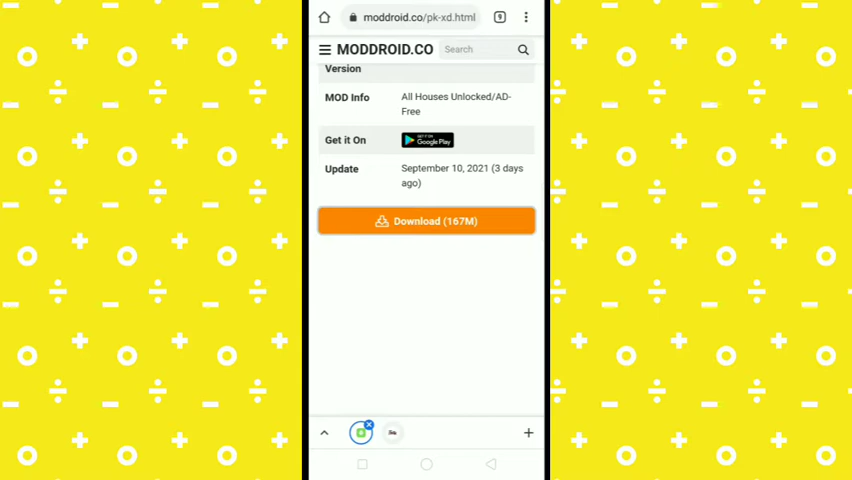 moddroid.co/pk-xd.html
9
MODDROID.CO
Search
Version
MOD Info
All Houses Unlocked/AD-
Free
Get it On
GET IT ON
Google Play
Update
September 10, 2021 (3 days
ago)
Download (167M)